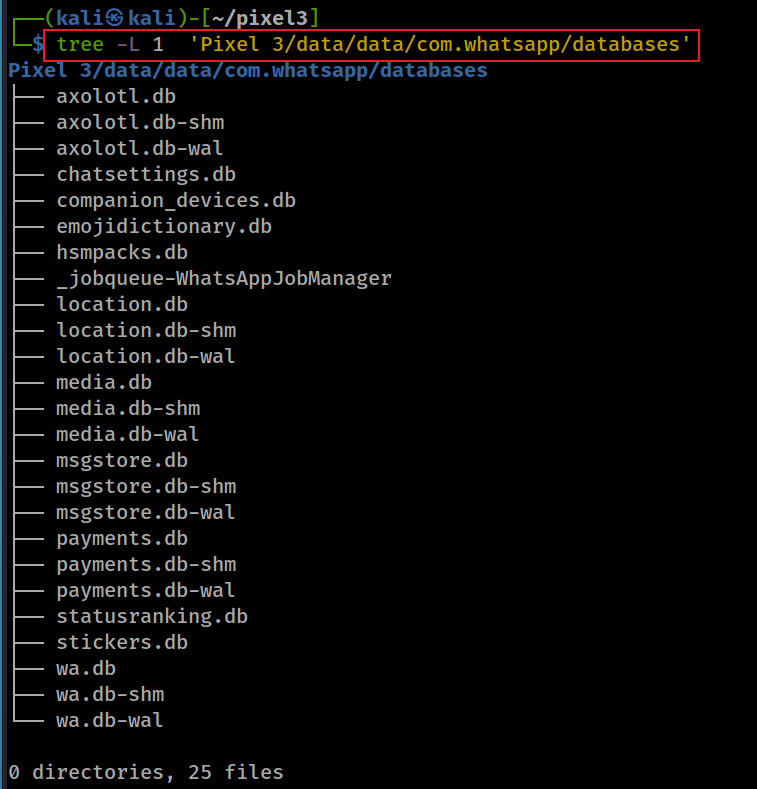 ┌──(kali㉿kali)-[~/pixel3]
└─$ tree -L 1  'Pixel 3/data/data/com.whatsapp/databases'
Pixel 3/data/data/com.whatsapp/databases
├── axolotl.db
├── axolotl.db-shm
├── axolotl.db-wal
├── chatsettings.db
├── companion_devices.db
├── emojidictionary.db
├── hsmpacks.db
├── _jobqueue-WhatsAppJobManager
├── location.db
├── location.db-shm
├── location.db-wal
├── media.db
├── media.db-shm
├── media.db-wal
├── msgstore.db
├── msgstore.db-shm
├── msgstore.db-wal
├── payments.db
├── payments.db-shm
├── payments.db-wal
├── statusranking.db
├── stickers.db
├── wa.db
├── wa.db-shm
└── wa.db-wal

0 directories, 25 files